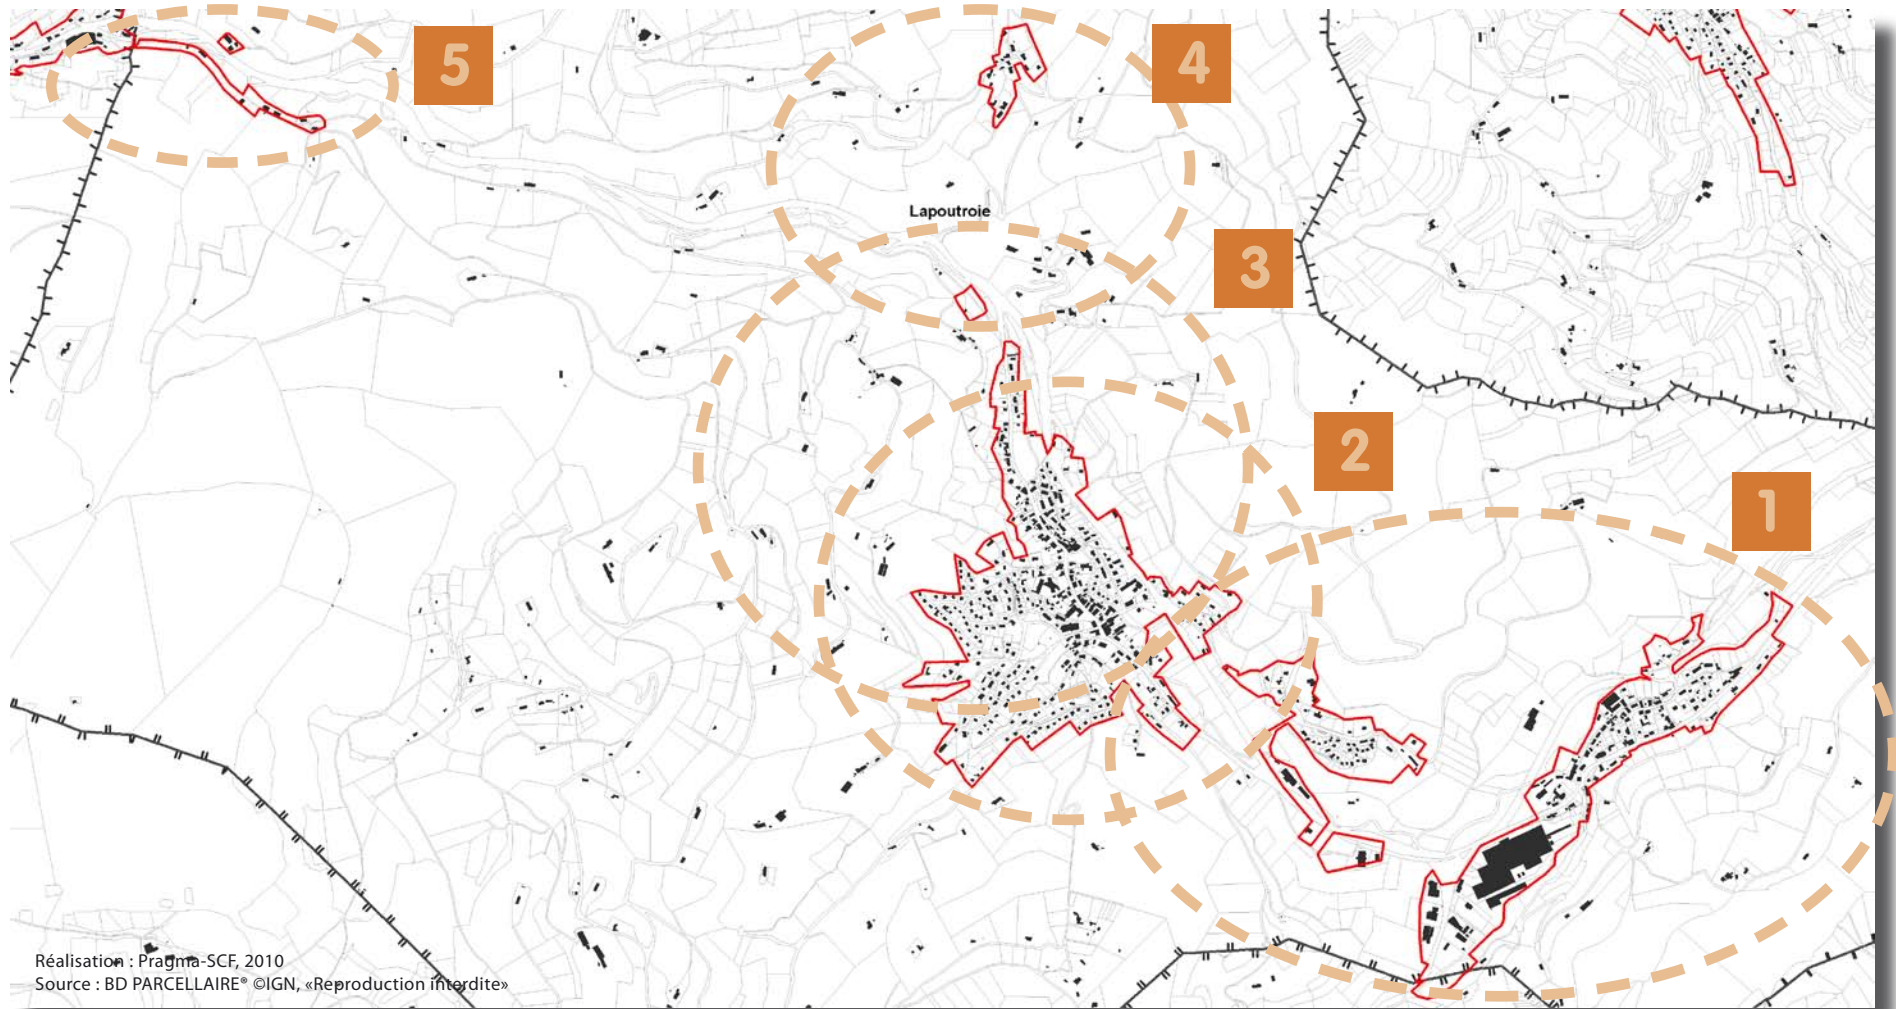 5
4
Lapoutroie
3
2
1
Réalisation : Pragma-SCF, 2010
Source : BD PARCELLAIRE® ©IGN, «Reproduction interdite»